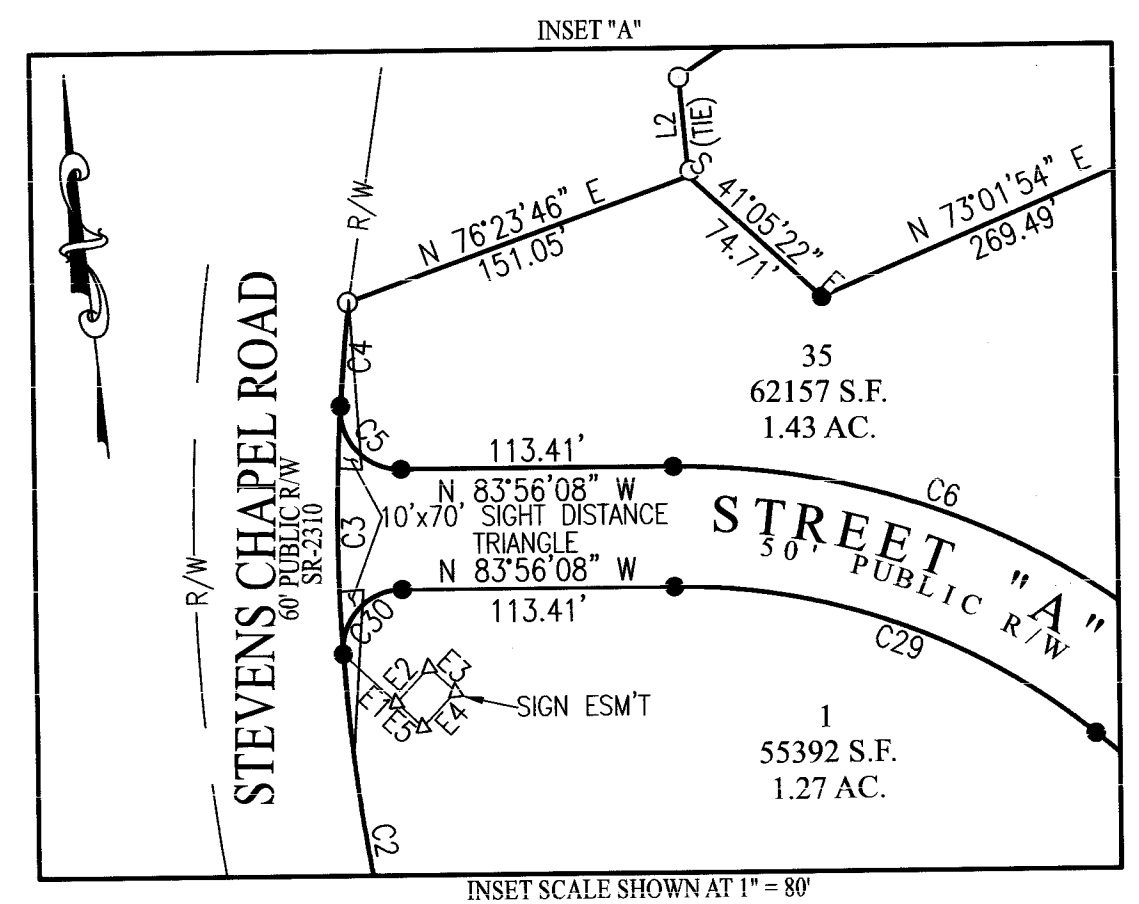 INSET "A"
L2
(TIE)
R/W
N 76°23'46" E
151.05'
S 41°05'22" E
74.71'
N 73°01'54" E
269.49'
C4
35
62157 S.F.
1.43 AC.
C5
113.41'
N 83°56'08" W
C6
10'x70' SIGHT DISTANCE
TRIANGLE
C3
STEVENS CHAPEL ROAD
60' PUBLIC R/W
SR-2310
R/W
STREET "A"
50' PUBLIC R/W
N 83°56'08" W
113.41'
C30
C29
E1
E2
E3
E4
E5
SIGN ESM'T
1
55392 S.F.
1.27 AC.
C2
INSET SCALE SHOWN AT 1" = 80'